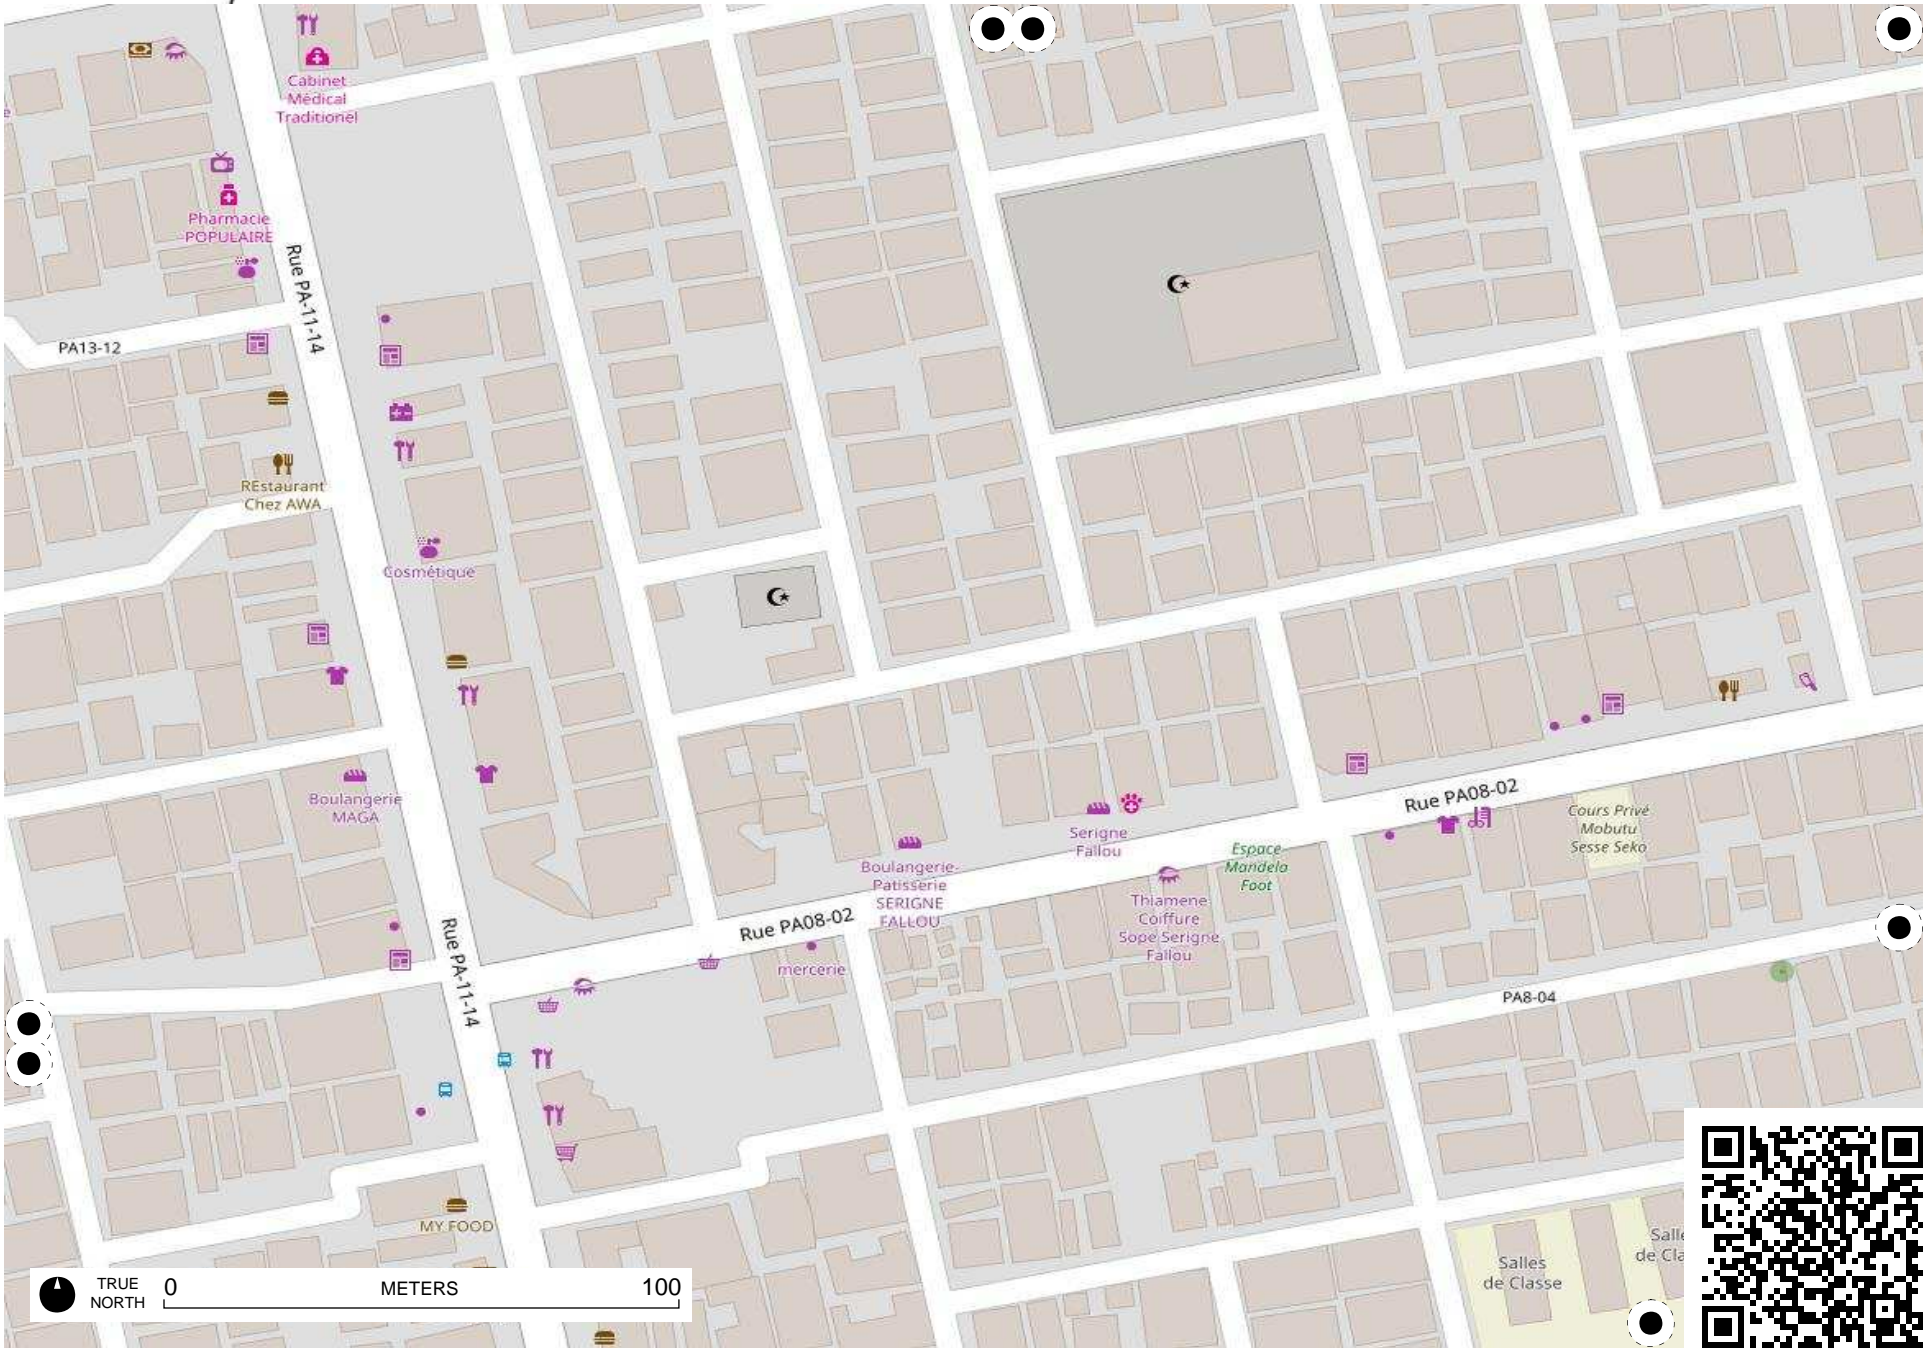 Cabinet
Médical
Traditionel
Pharmacie
POPULAIRE
Rue PA-11-14
PA13-12
REstaurant
Chez AWA
Cosmétique
Boulangerie
MAGA
Rue PA08-02
Cours Privé
Mobutu
Sesse Seko
Serigne
Fallou
Espace
Mandela
Foot
Boulangerie-
Patisserie
SERIGNE
FALLOU
Thiamene
Coiffure
Sope Serigne
Fallou
Rue PA08-02
mercerie
Rue PA-11-14
PA8-04
MY FOOD
Salles
de Classe
Salle
de Cla
TRUE
NORTH
0 METERS 100